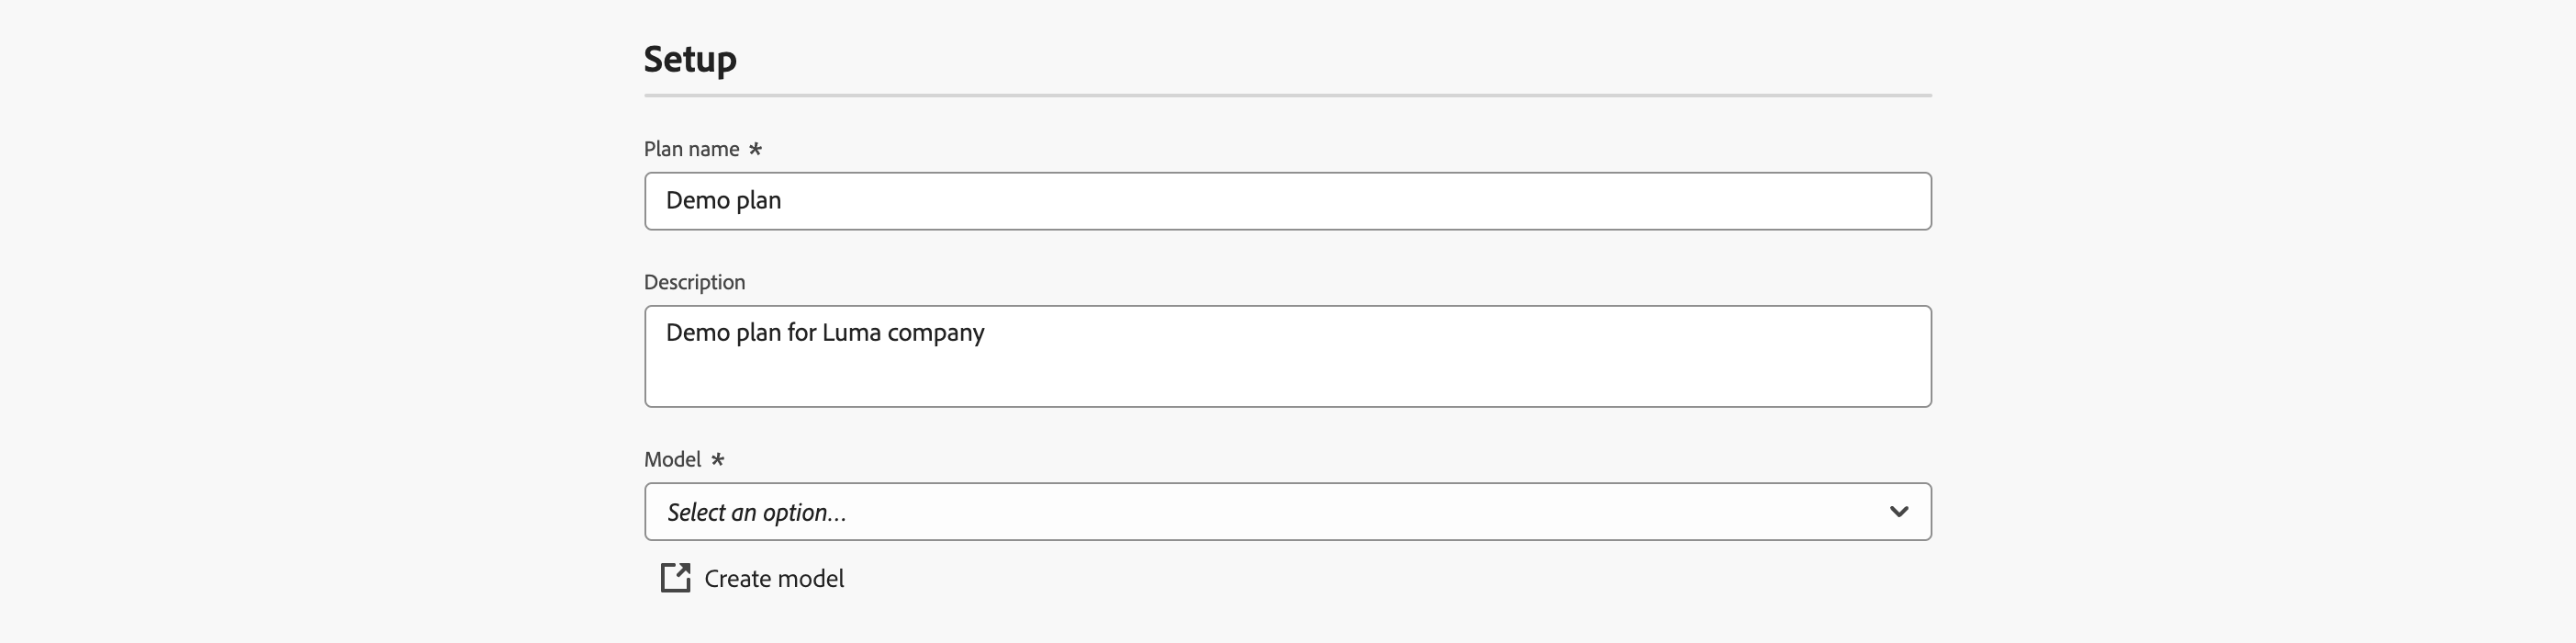 Setup
Plan name *
Demo plan
Description
Demo plan for Luma company
Model *
Select an option...
Create model